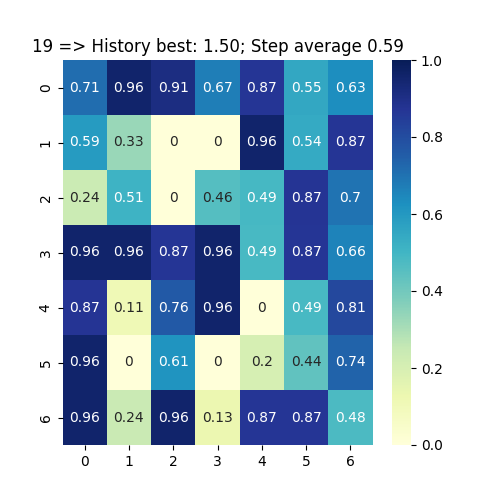 19 => History best: 1.50; Step average 0.59
0 0.71 0.96 0.91 0.67 0.87 0.55 0.63
1 0.59 0.33 0 0 0.96 0.54 0.87
2 0.24 0.51 0 0.46 0.49 0.87 0.7
3 0.96 0.96 0.87 0.96 0.49 0.87 0.66
4 0.87 0.11 0.76 0.96 0 0.49 0.81
5 0.96 0 0.61 0 0.2 0.44 0.74
6 0.96 0.24 0.96 0.13 0.87 0.87 0.48
0 1 2 3 4 5 6
1.0
0.8
0.6
0.4
0.2
0.0